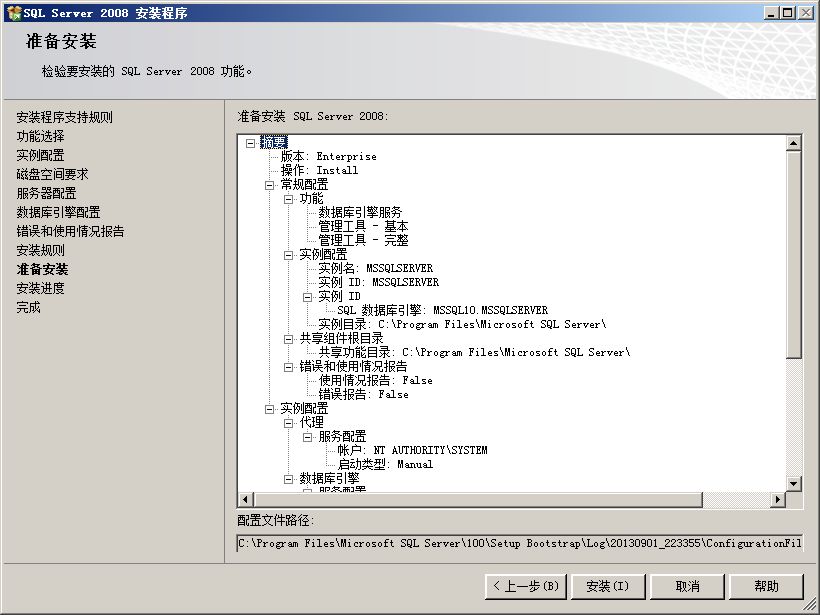 SQL Server 2008 安装程序
准备安装
检验要安装的 SQL Server 2008 功能。
安装程序支持规则
功能选择
实例配置
磁盘空间要求
服务器配置
数据库引擎配置
错误和使用情况报告
安装规则
准备安装
安装进度
完成
准备安装 SQL Server 2008:
摘要
版本: Enterprise
操作: Install
常规配置
功能
数据库引擎服务
管理工具 - 基本
管理工具 - 完整
实例配置
实例名: MSSQLSERVER
实例 ID: MSSQLSERVER
实例 ID
SQL 数据库引擎: MSSQL10.MSSQLSERVER
实例目录: C:\Program Files\Microsoft SQL Server\
共享组件根目录
共享功能目录: C:\Program Files\Microsoft SQL Server\
错误和使用情况报告
使用情况报告: False
错误报告: False
实例配置
代理
服务配置
帐户: NT AUTHORITY\SYSTEM
启动类型: Manual
数据库引擎
服务配置
配置文件路径:
C:\Program Files\Microsoft SQL Server\100\Setup Bootstrap\Log\20130901_223355\ConfigurationFil
< 上一步(B)
安装(I)
取消
帮助